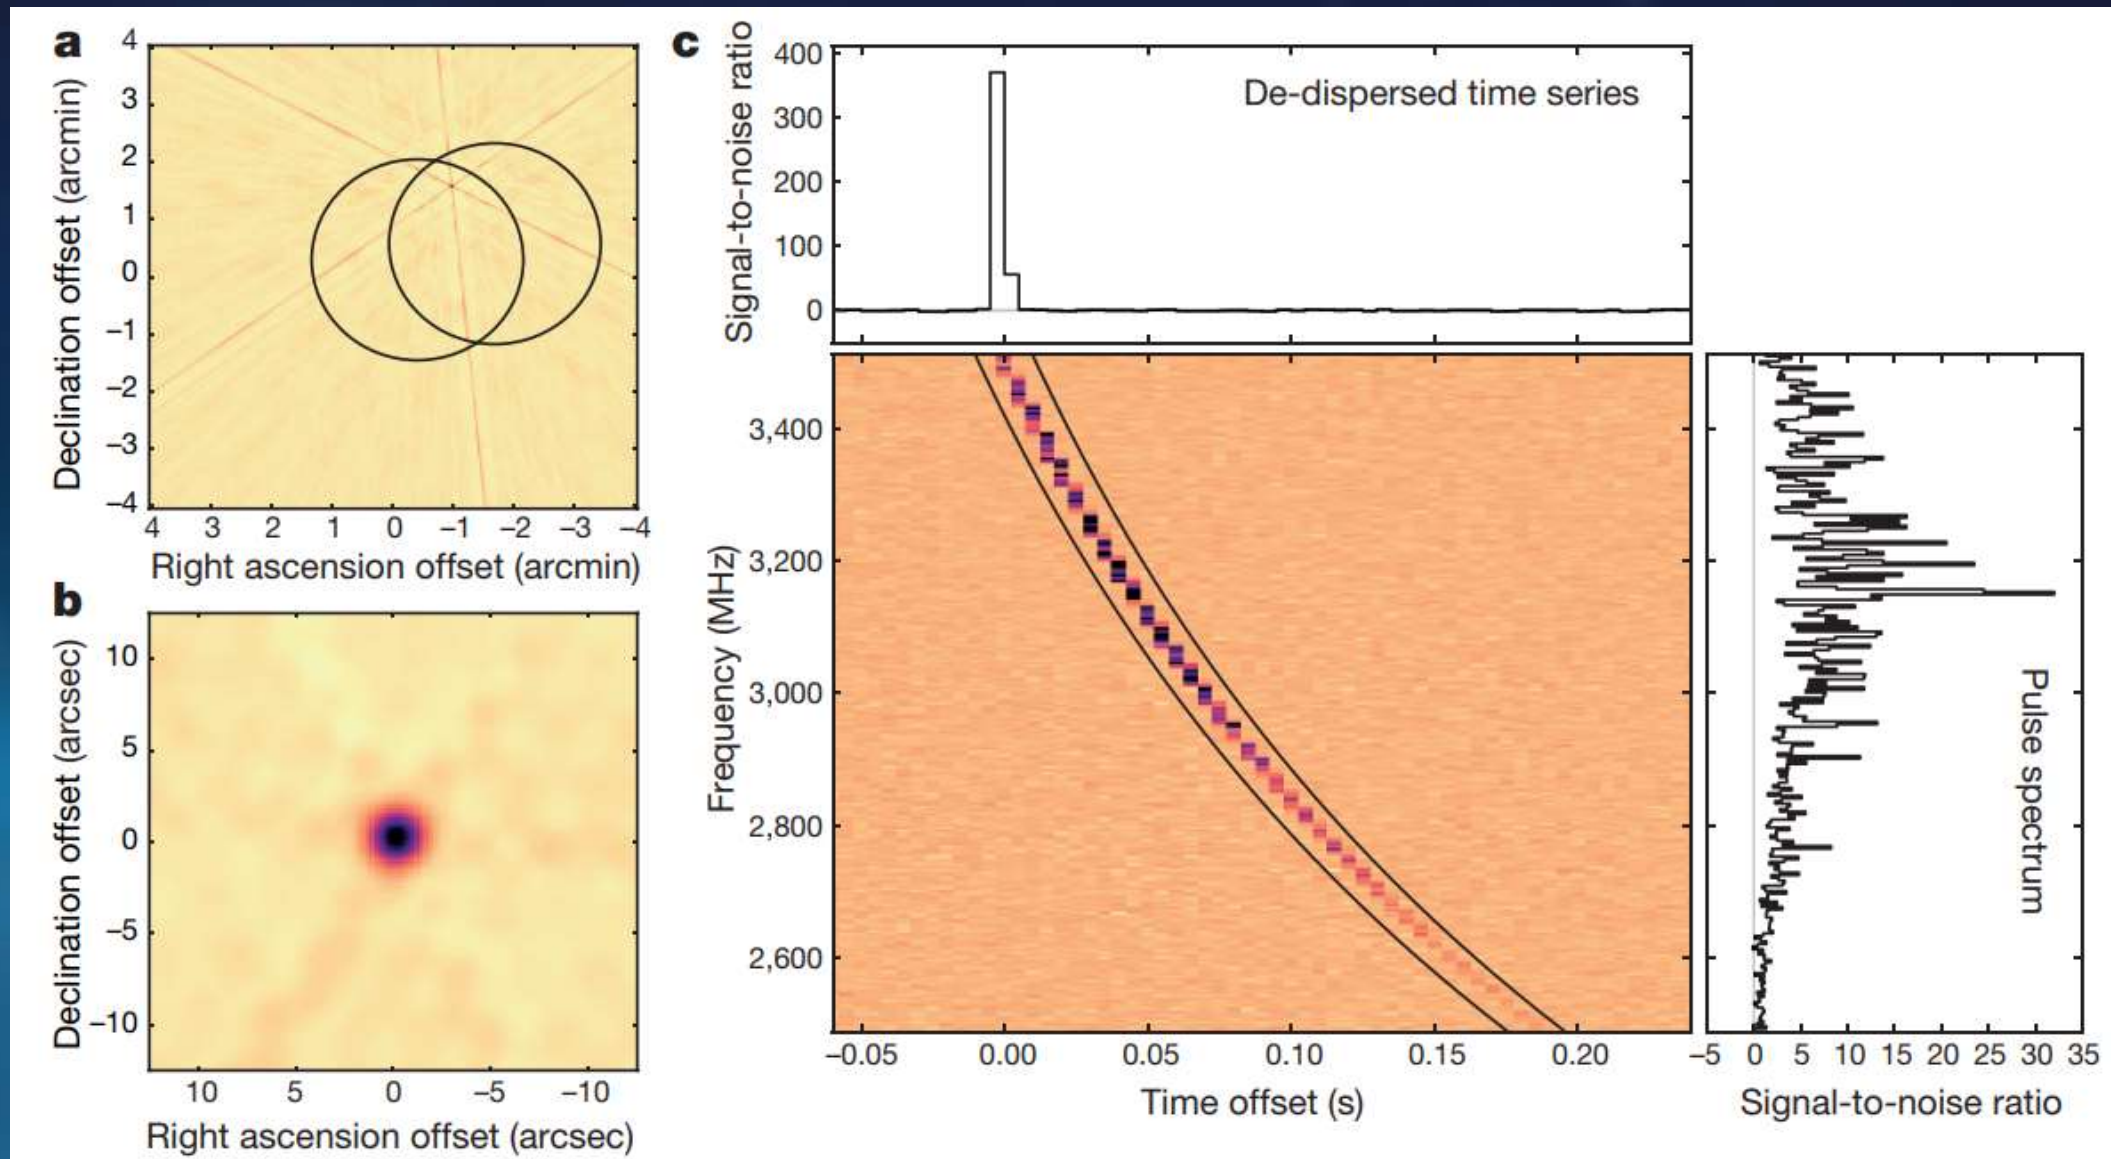 a
4
3
2
1
0
−1
−2
−3
−4
Declination offset (arcmin)
4 3 2 1 0 −1 −2 −3 −4
Right ascension offset (arcmin)
b
10
5
0
−5
−10
Declination offset (arcsec)
10 5 0 −5 −10
Right ascension offset (arcsec)
c
400
300
200
100
0
Signal-to-noise ratio
De-dispersed time series
3,400
3,200
3,000
2,800
2,600
Frequency (MHz)
−0.05 0.00 0.05 0.10 0.15 0.20
Time offset (s)
Pulse spectrum
−5 0 5 10 15 20 25 30 35
Signal-to-noise ratio